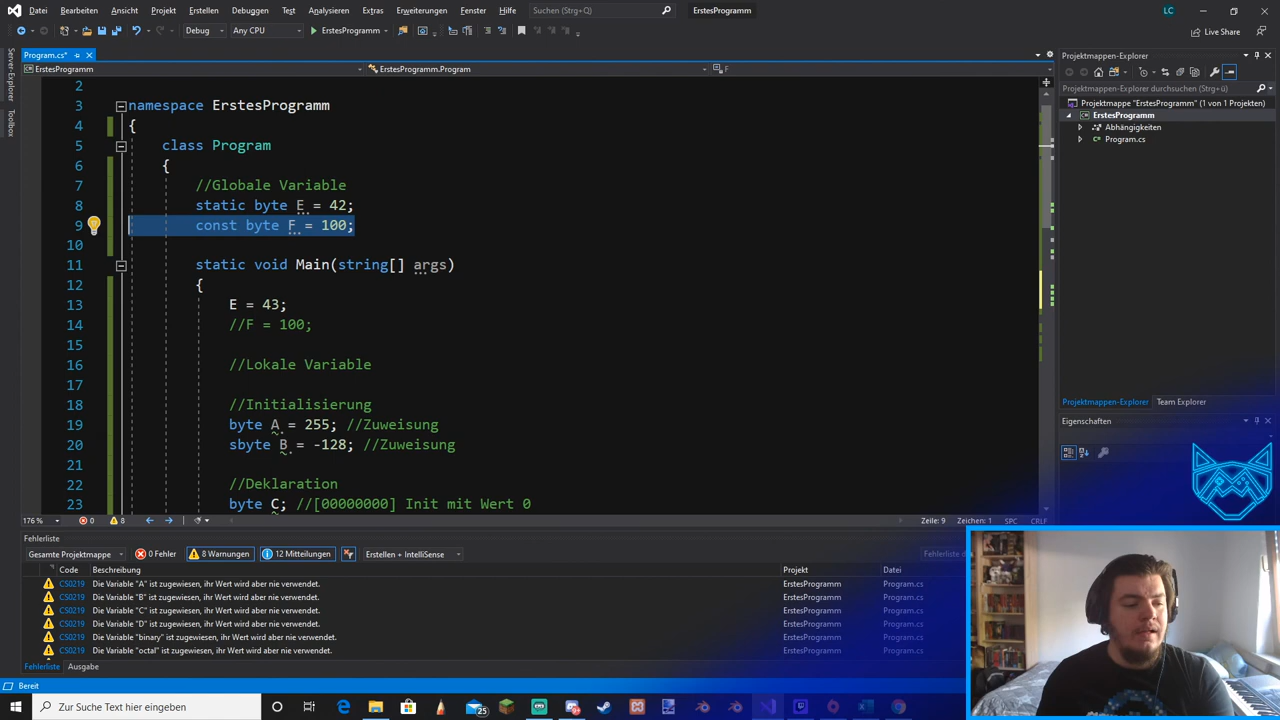 Datei Bearbeiten Ansicht Projekt Erstellen Debuggen Test Analysieren Extras Erweiterungen Fenster Hilfe Suchen (Strg+Q) ErstesProgramm LC
Debug Any CPU ErstesProgramm Live Share
Program.cs*
ErstesProgramm ErstesProgramm.Program F
Server-Explorer
Toolbox
2
3 namespace ErstesProgramm
4 {
5 class Program
6 {
7 //Globale Variable
8 static byte E = 42;
9 const byte F = 100;
10
11 static void Main(string[] args)
12 {
13 E = 43;
14 //F = 100;
15
16 //Lokale Variable
17
18 //Initialisierung
19 byte A = 255; //Zuweisung
20 sbyte B = -128; //Zuweisung
21
22 //Deklaration
23 byte C; //[00000000] Init mit Wert 0
176 % 0 8 Zeile: 9 Zeichen: 1 SPC CRLF
Projektmappen-Explorer
Projektmappen-Explorer durchsuchen (Strg+ü)
Projektmappe "ErstesProgramm" (1 von 1 Projekten)
ErstesProgramm
Abhängigkeiten
Program.cs
Projektmappen-Explorer Team Explorer
Eigenschaften
Fehlerliste
Gesamte Projektmappe 0 Fehler 8 Warnungen 12 Mitteilungen Erstellen + IntelliSense Fehlerliste
Code Beschreibung Projekt Datei
CS0219 Die Variable "A" ist zugewiesen, ihr Wert wird aber nie verwendet. ErstesProgramm Program.cs
CS0219 Die Variable "B" ist zugewiesen, ihr Wert wird aber nie verwendet. ErstesProgramm Program.cs
CS0219 Die Variable "C" ist zugewiesen, ihr Wert wird aber nie verwendet. ErstesProgramm Program.cs
CS0219 Die Variable "D" ist zugewiesen, ihr Wert wird aber nie verwendet. ErstesProgramm Program.cs
CS0219 Die Variable "binary" ist zugewiesen, ihr Wert wird aber nie verwendet. ErstesProgramm Program.cs
CS0219 Die Variable "octal" ist zugewiesen, ihr Wert wird aber nie verwendet. ErstesProgramm Program.cs
Fehlerliste Ausgabe
Bereit
Zur Suche Text hier eingeben 25